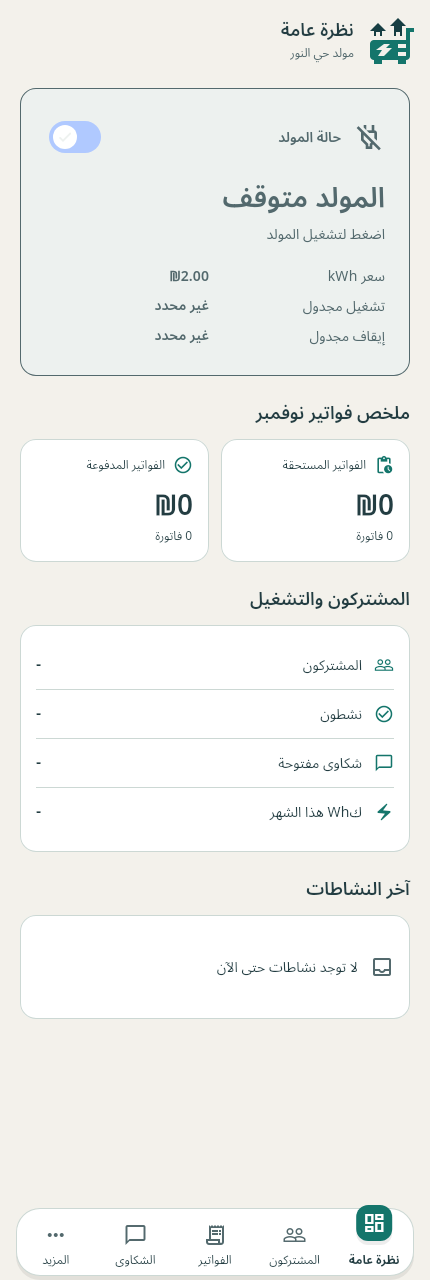 نظرة عامة
مولد حي النور
حالة المولد
المولد متوقف
اضغط لتشغيل المولد
سعر kWh
₪2.00
تشغيل مجدول
غير محدد
إيقاف مجدول
غير محدد
ملخص فواتير نوفمبر
الفواتير المستحقة
₪0
0 فاتورة
الفواتير المدفوعة
₪0
0 فاتورة
المشتركون والتشغيل
المشتركون
-
نشطون
-
شكاوى مفتوحة
-
كWh هذا الشهر
-
آخر النشاطات
لا توجد نشاطات حتى الآن
نظرة عامة
المشتركون
الفواتير
الشكاوى
المزيد